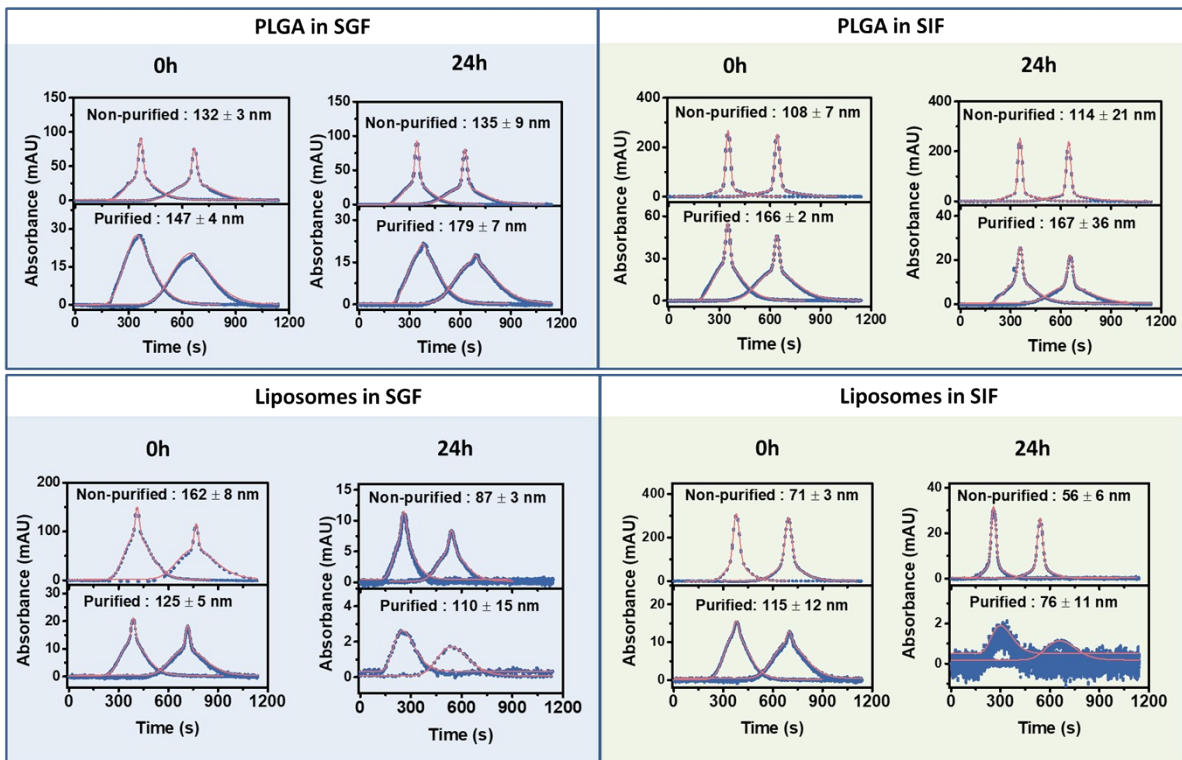 PLGA in SGF
0h
24h
Absorbance (mAU)
150
100
50
0
Non-purified : 132 ± 3 nm
30
15
0
Purified : 147 ± 4 nm
0 300 600 900 1200
Time (s)
Absorbance (mAU)
150
100
50
0
Non-purified : 135 ± 9 nm
30
15
0
Purified : 179 ± 7 nm
0 300 600 900 1200
Time (s)
PLGA in SIF
0h
24h
Absorbance (mAU)
400
200
0
Non-purified : 108 ± 7 nm
60
30
0
Purified : 166 ± 2 nm
0 300 600 900 1200
Time (s)
Absorbance (mAU)
400
200
0
Non-purified : 114 ± 21 nm
40
20
0
Purified : 167 ± 36 nm
0 300 600 900 1200
Time (s)
Liposomes in SGF
0h
24h
Absorbance (mAU)
200
100
0
Non-purified : 162 ± 8 nm
30
20
10
0
Purified : 125 ± 5 nm
0 300 600 900 1200
Time (s)
Absorbance (mAU)
15
10
5
0
Non-purified : 87 ± 3 nm
6
4
2
0
Purified : 110 ± 15 nm
0 300 600 900 1200
Time (s)
Liposomes in SIF
0h
24h
Absorbance (mAU)
400
200
0
Non-purified : 71 ± 3 nm
20
10
0
Purified: 115 ± 12 nm
0 300 600 900 1200
Time (s)
Absorbance (mAU)
40
20
0
Non-purified : 56 ± 6 nm
2
0
Purified : 76 ± 11 nm
0 300 600 900 1200
Time (s)